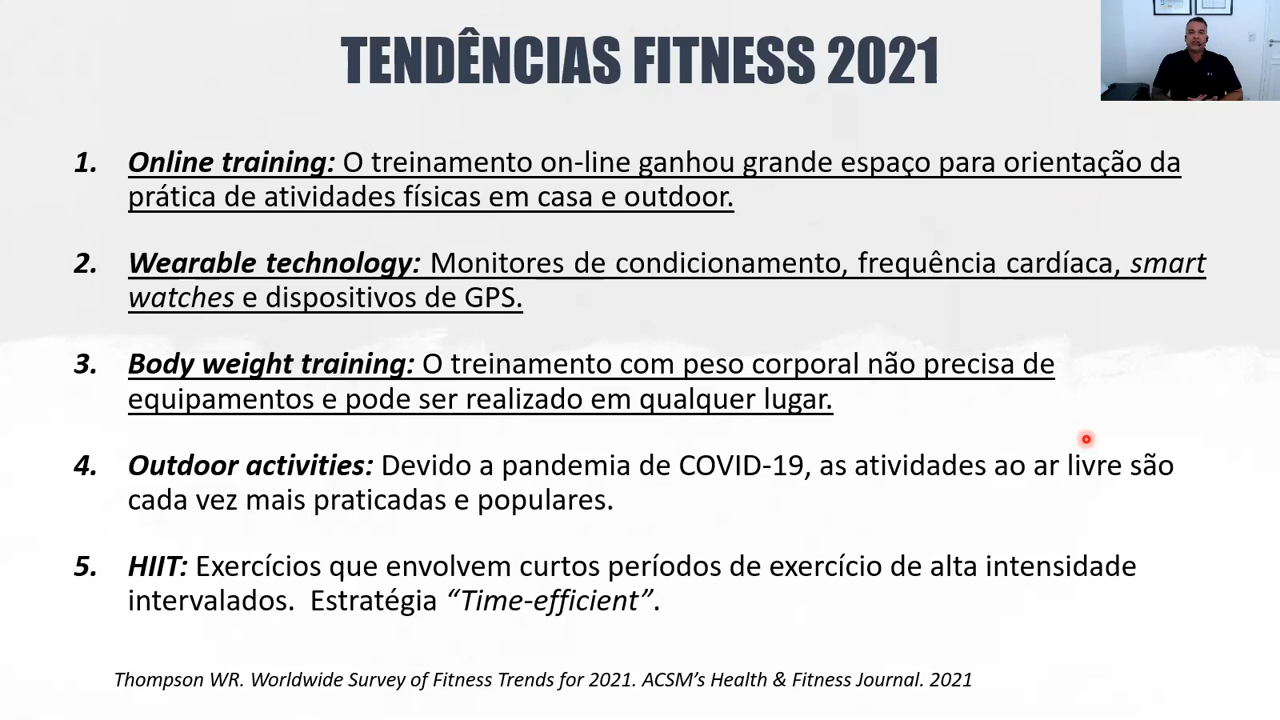 TENDÊNCIAS FITNESS 2021
1. Online training: O treinamento on-line ganhou grande espaço para orientação da
prática de atividades físicas em casa e outdoor.
2. Wearable technology: Monitores de condicionamento, frequência cardíaca, smart
watches e dispositivos de GPS.
3. Body weight training: O treinamento com peso corporal não precisa de
equipamentos e pode ser realizado em qualquer lugar.
4. Outdoor activities: Devido a pandemia de COVID-19, as atividades ao ar livre são
cada vez mais praticadas e populares.
5. HIIT: Exercícios que envolvem curtos períodos de exercício de alta intensidade
intervalados. Estratégia “Time-efficient”.
Thompson WR. Worldwide Survey of Fitness Trends for 2021. ACSM’s Health & Fitness Journal. 2021